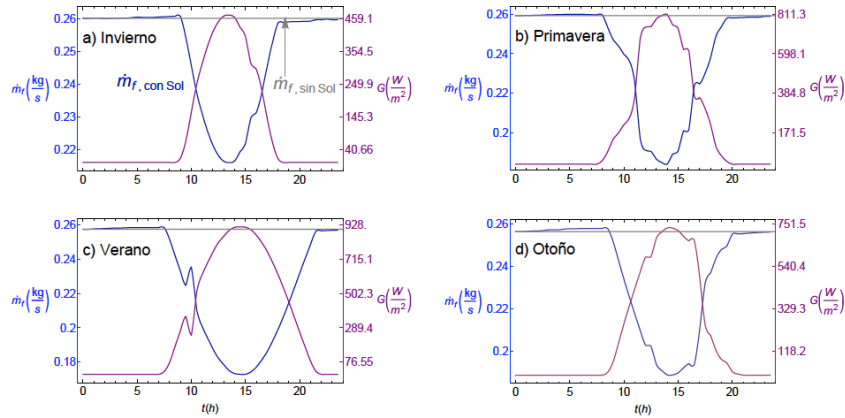 a) Invierno
ṁf, con Sol
ṁf, sin Sol
ṁf(kg/s)
G(W/m²)
0.26
0.25
0.24
0.23
0.22
459.1
354.5
249.9
145.3
40.66
0 5 10 15 20
b) Primavera
ṁf(kg/s)
G(W/m²)
0.26
0.24
0.22
0.2
811.3
598.
384.8
171.5
0 5 10 15 20
c) Verano
ṁf(kg/s)
G(W/m²)
0.26
0.24
0.22
0.2
0.18
928.
715.1
502.3
289.4
76.55
0 5 10 15 20
t(h)
d) Otoño
ṁf(kg/s)
G(W/m²)
0.26
0.24
0.22
0.2
751.5
540.4
329.3
118.2
0 5 10 15 20
t(h)